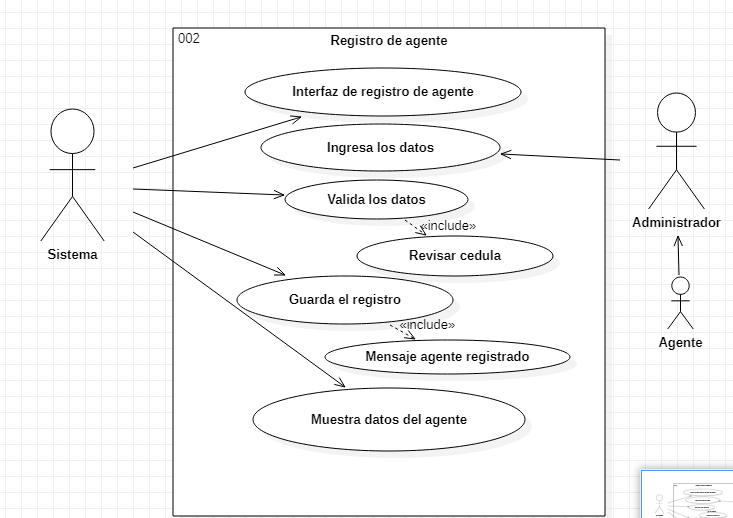 002
Registro de agente
Interfaz de registro de agente
Ingresa los datos
Valida los datos
«include»
Revisar cedula
Guarda el registro
«include»
Mensaje agente registrado
Muestra datos del agente
Sistema
Administrador
Agente